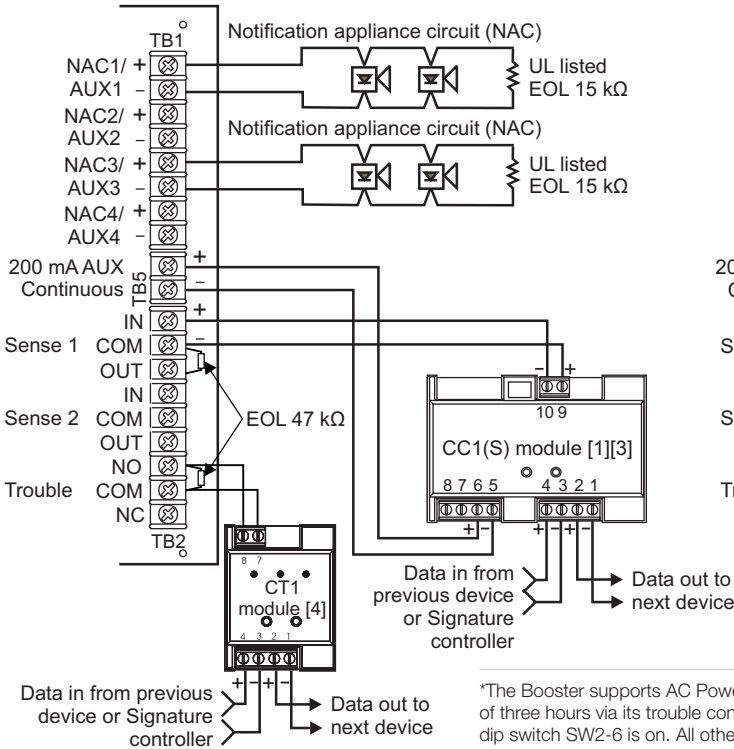 TB1
Notification appliance circuit (NAC)
NAC1/ +
AUX1 –
UL listed
EOL 15 kΩ
NAC2/ +
AUX2 –
Notification appliance circuit (NAC)
NAC3/ +
AUX3 –
UL listed
EOL 15 kΩ
NAC4/ +
AUX4 –
200 mA AUX +
Continuous –
TB5
IN +
Sense 1 COM –
OUT
IN
Sense 2 COM
OUT
EOL 47 kΩ
NO
Trouble COM
NC
TB2
– +
10 9
CC1(S) module [1][3]
8 7 6 5 4 3 2 1
+ – + – + –
Data in from
previous device
or Signature
controller
Data out to
next device
8 7
CT1
module [4]
4 3 2 1
+ – + –
Data in from previous
device or Signature
controller
Data out to
next device
*The Booster supports AC Powe
of three hours via its trouble con
dip switch SW2-6 is on. All othe
20
C
S
S
Tr